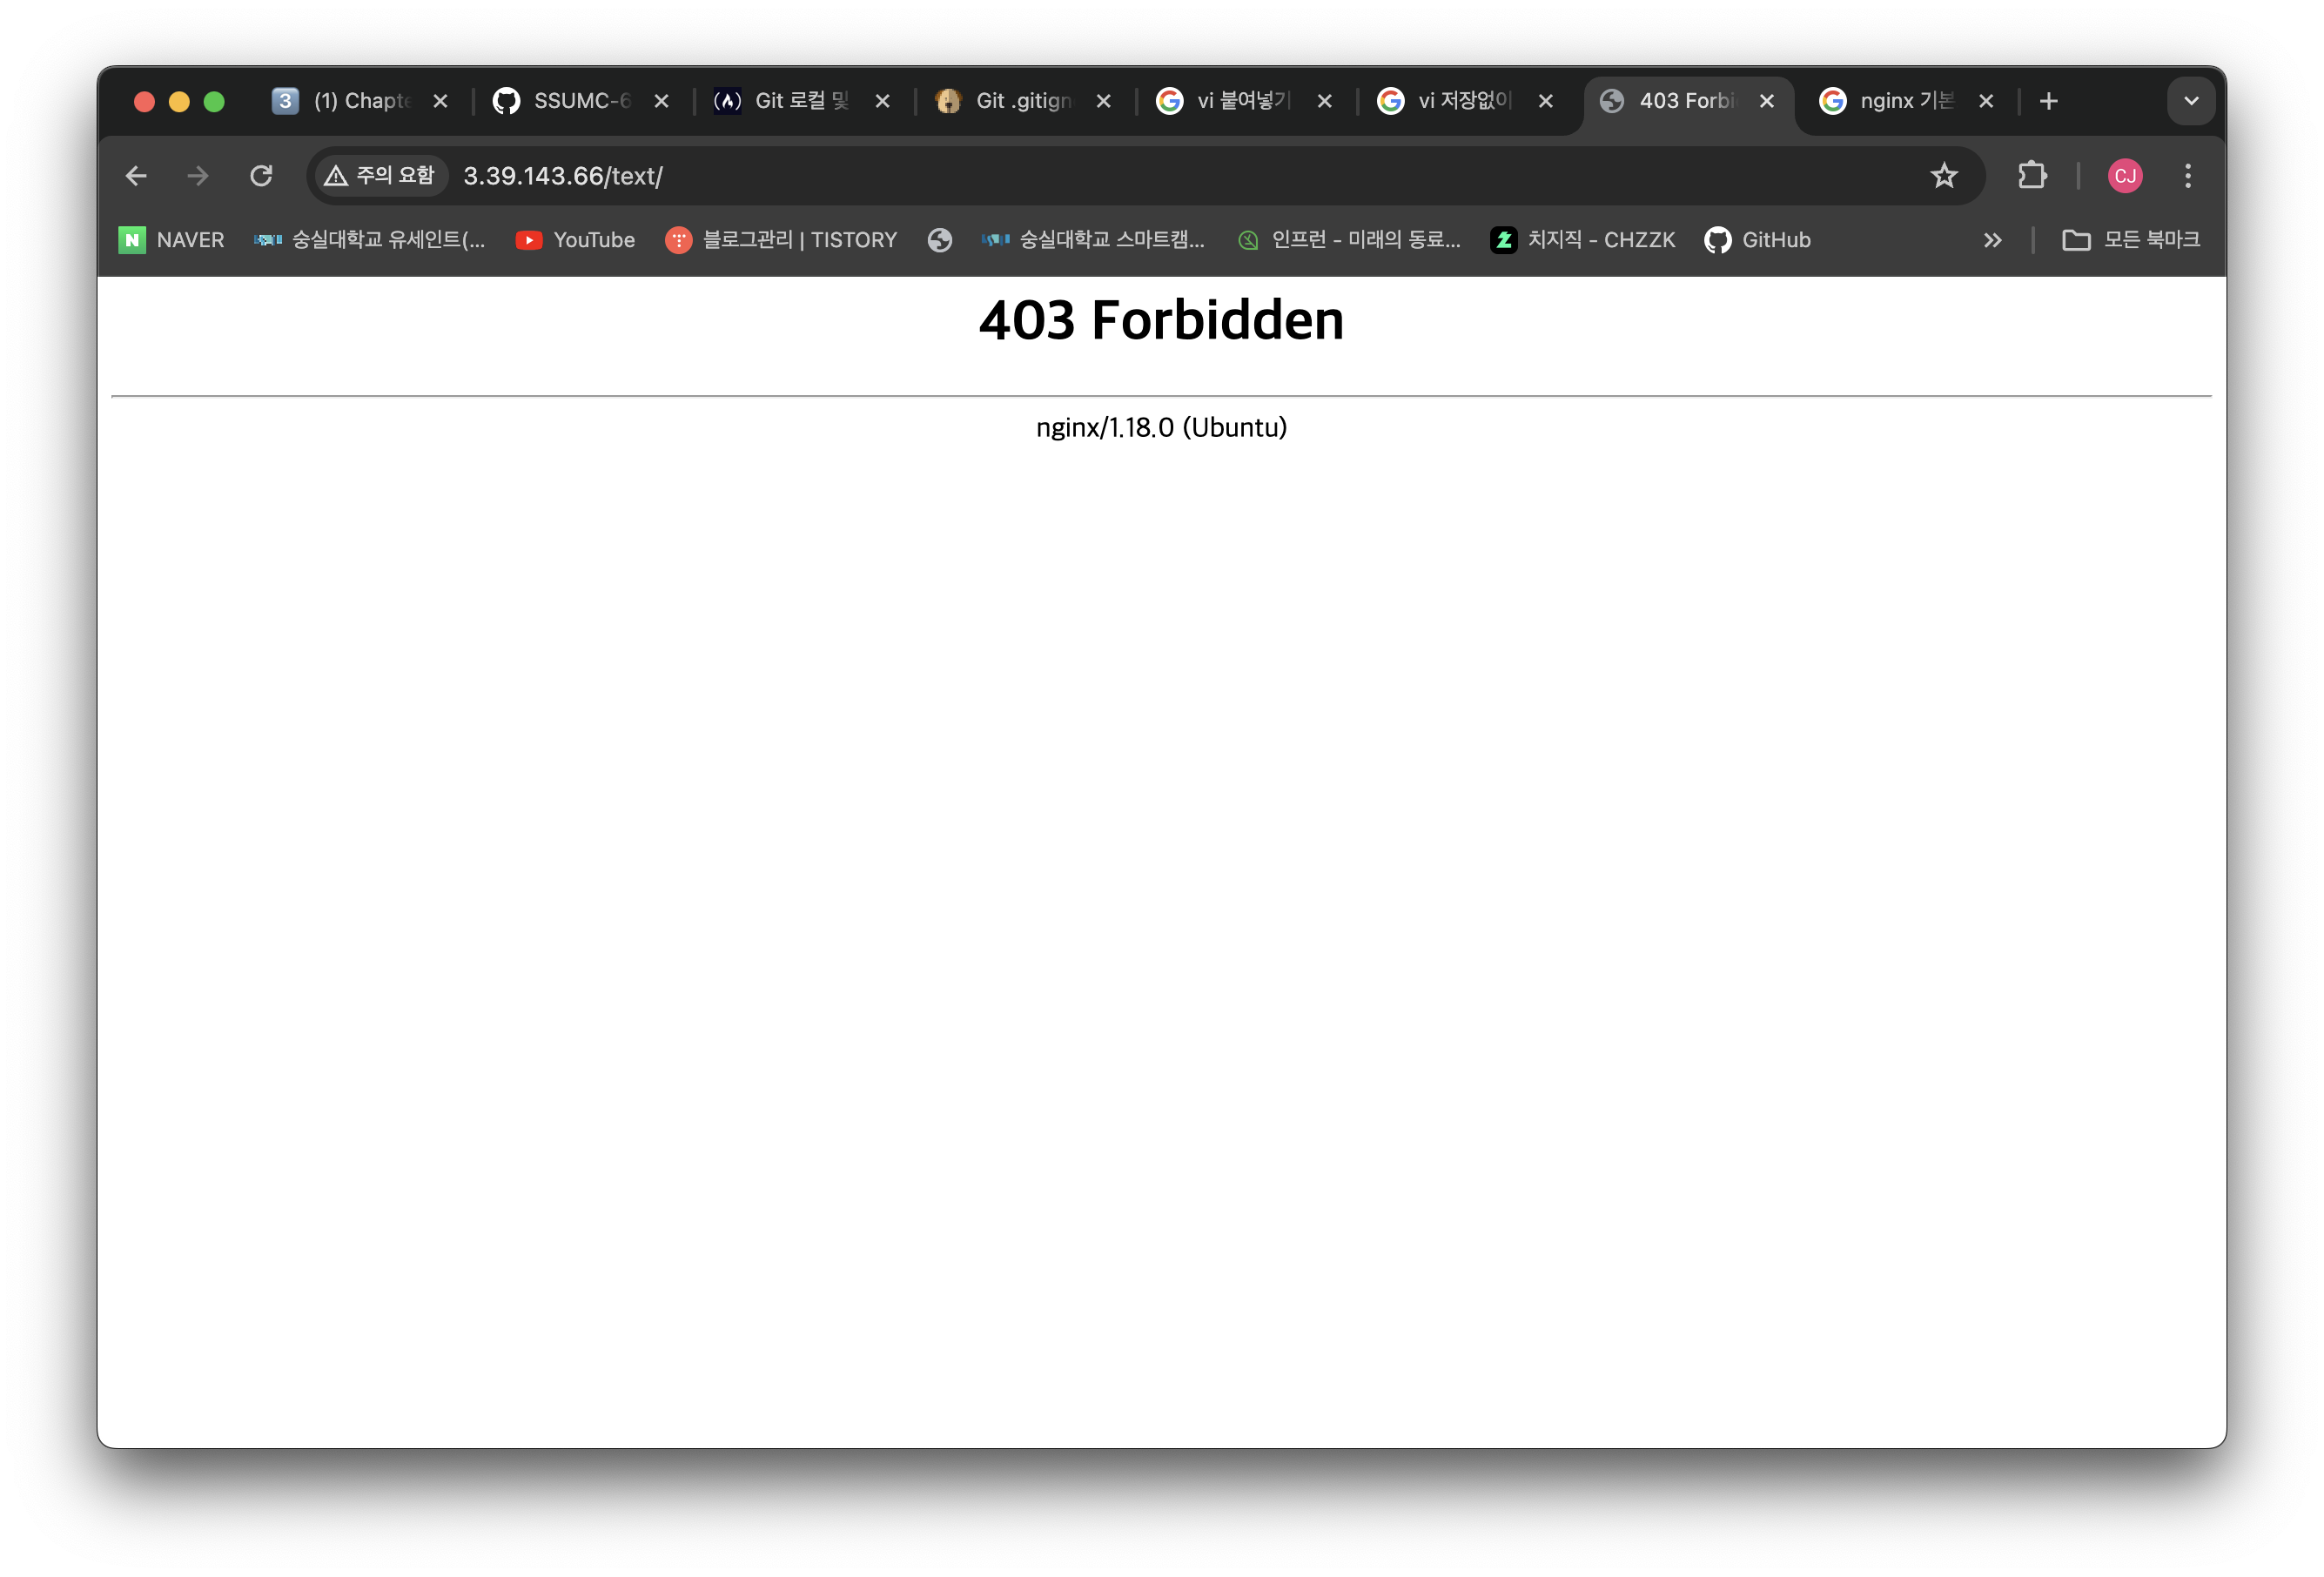 3 (1) Chapte SSUMC-6 Git 로컬 및 Git .gitign vi 붙여넣기 vi 저장없이 403 Forbi nginx 기본
주의 요함 3.39.143.66/text/ CJ
N NAVER 숭실대학교 유세인트(... YouTube 블로그관리 | TISTORY 숭실대학교 스마트캠... 인프런 - 미래의 동료... 치지직 - CHZZK GitHub 모든 북마크
403 Forbidden
nginx/1.18.0 (Ubuntu)